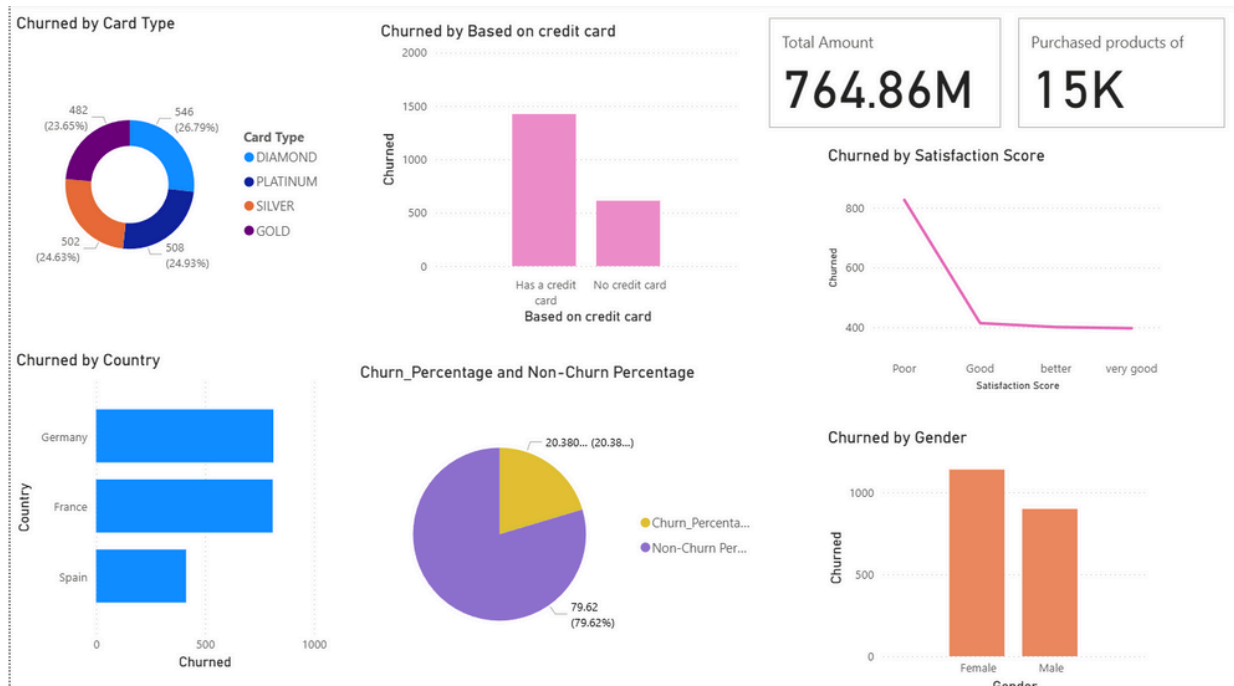 Churned by Card Type
482
(23.65%)
546
(26.79%)
502
(24.63%)
508
(24.93%)
Card Type
DIAMOND
PLATINUM
SILVER
GOLD
Churned by Based on credit card
2000
1500
1000
500
0
Churned
Has a credit
card
No credit card
Based on credit card
Total Amount
764.86M
Purchased products of
15K
Churned by Satisfaction Score
800
600
400
Churned
Poor
Good
better
very good
Satisfaction Score
Churned by Country
Country
Germany
France
Spain
0
500
1000
Churned
Churn_Percentage and Non-Churn Percentage
20.380... (20.38...)
79.62
(79.62%)
Churn_Percenta...
Non-Churn Per...
Churned by Gender
1000
500
0
Churned
Female
Male
Gender